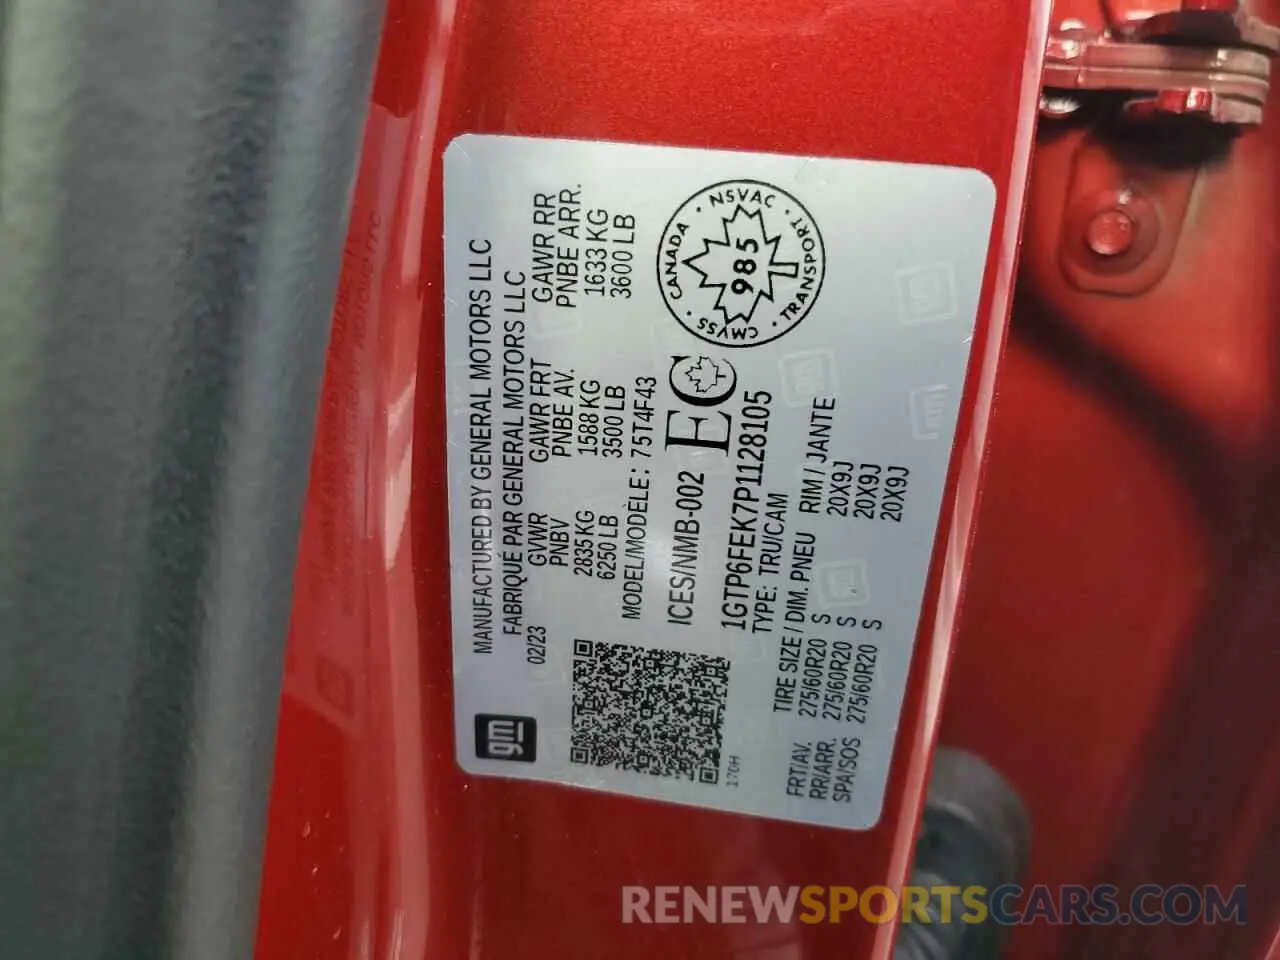 MANUFACTURED BY GENERAL MOTORS LLC
FABRIQUÉ PAR GENERAL MOTORS LLC
02/23 GVWR GAWR FRT GAWR RR
PNBV PNBE AV. PNBE ARR.
2835 KG 1588 KG 1633 KG
6250 LB 3500 LB 3600 LB
MODEL/MODÈLE: 75T4F43
ICES/NMB-002 EC
CANADA · NSVAC · TRANSPORT · CMVSS
985
1GTP6FEK7P1128105
TYPE: TRU/CAM
TIRE SIZE / DIM. PNEU RIM / JANTE
FRT/AV. 275/60R20 S 20X9J
RR/ARR. 275/60R20 S 20X9J
SPA/SOS 275/60R20 S 20X9J
gm
170H
RENEWSPORTSCARS.COM